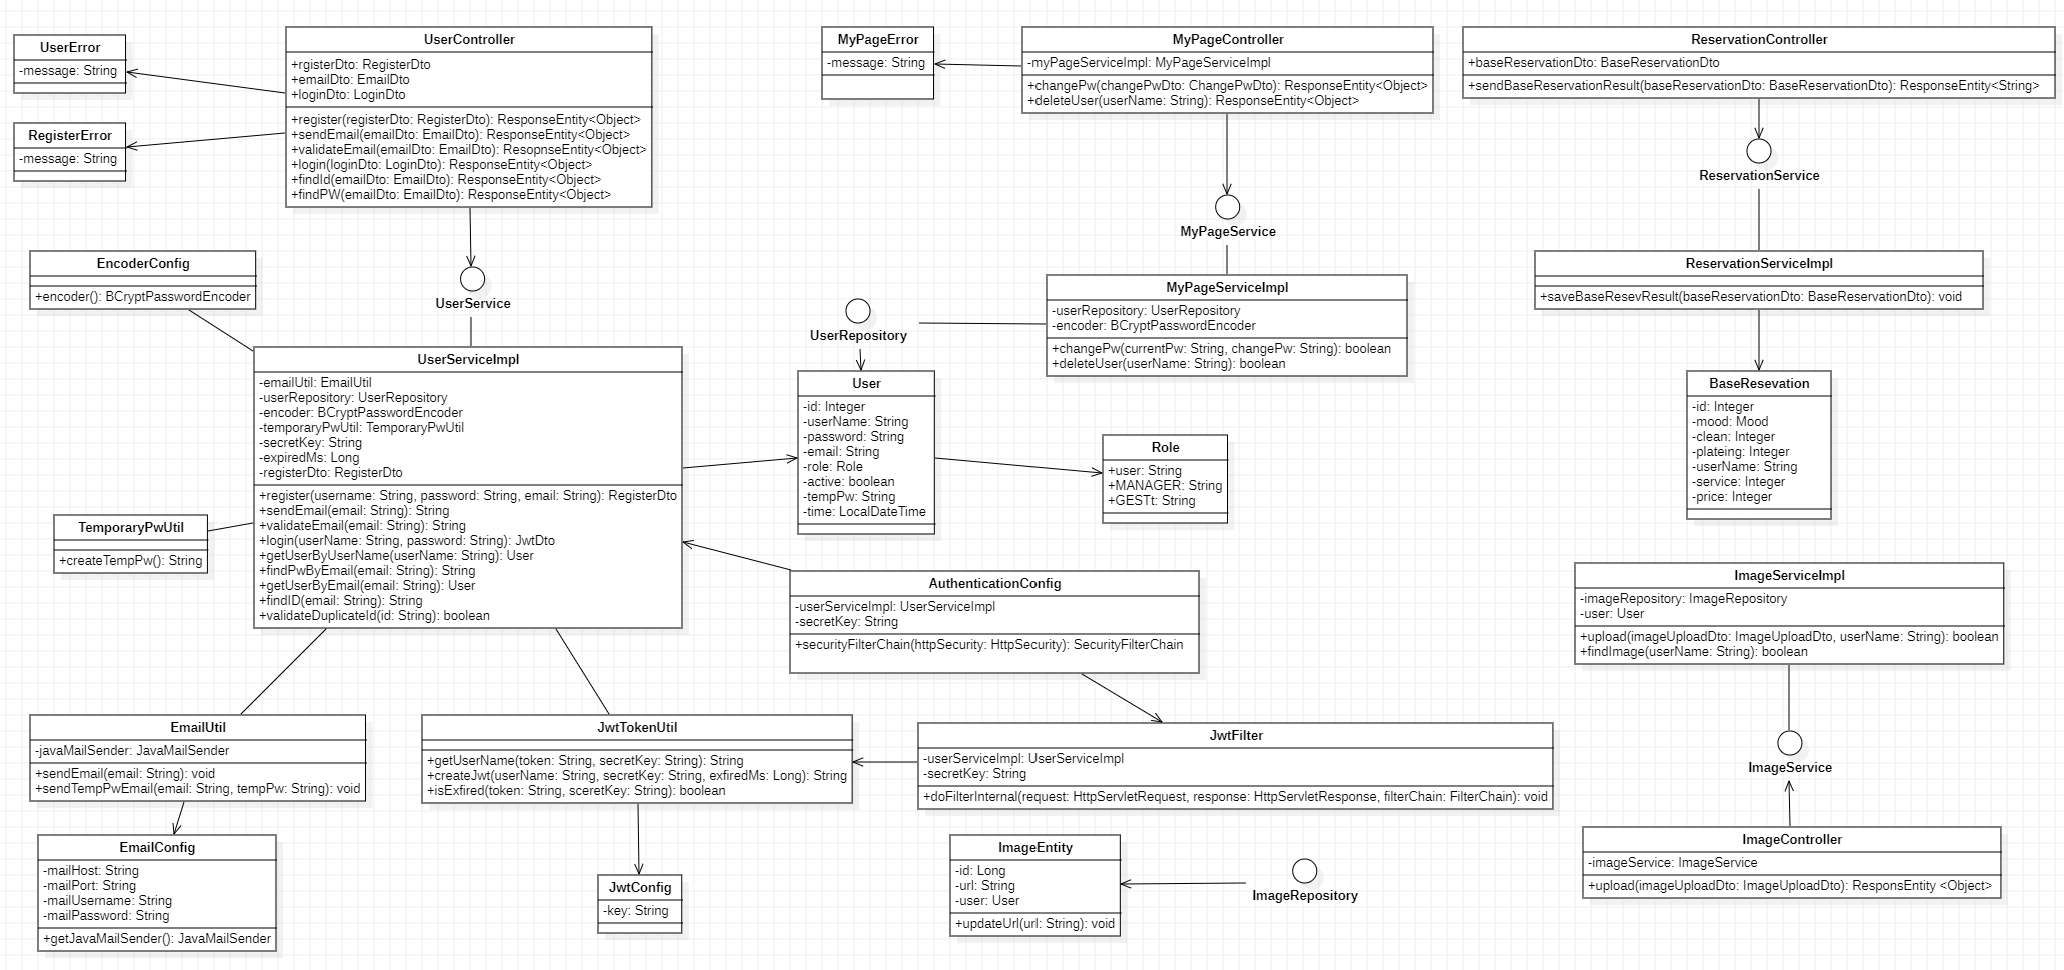 UserError
-message: String
RegisterError
-message: String
UserController
+rgisterDto: RegisterDto
+emailDto: EmailDto
+loginDto: LoginDto
+register(registerDto: RegisterDto): ResponseEntity<Object>
+sendEmail(emailDto: EmailDto): ResponseEntity<Object>
+validateEmail(emailDto: EmailDto): ResopnseEntity<Object>
+login(loginDto: LoginDto): ResponseEntity<Object>
+findId(emailDto: EmailDto): ResponseEntity<Object>
+findPW(emailDto: EmailDto): ResponseEntity<Object>
MyPageError
-message: String
MyPageController
-myPageServiceImpl: MyPageServiceImpl
+changePw(changePwDto: ChangePwDto): ResponseEntity<Object>
+deleteUser(userName: String): ResponseEntity<Object>
ReservationController
+baseReservationDto: BaseReservationDto
+sendBaseReservationResult(baseReservationDto: BaseReservationDto): ResponseEntity<String>
ReservationService
MyPageService
EncoderConfig
+encoder(): BCryptPasswordEncoder
UserService
ReservationServiceImpl
+saveBaseResevResult(baseReservationDto: BaseReservationDto): void
MyPageServiceImpl
-userRepository: UserRepository
-encoder: BCryptPasswordEncoder
+changePw(currentPw: String, changePw: String): boolean
+deleteUser(userName: String): boolean
UserRepository
UserServiceImpl
-emailUtil: EmailUtil
-userRepository: UserRepository
-encoder: BCryptPasswordEncoder
-temporaryPwUtil: TemporaryPwUtil
-secretKey: String
-expiredMs: Long
-registerDto: RegisterDto
+register(username: String, password: String, email: String): RegisterDto
+sendEmail(email: String): String
+validateEmail(email: String): String
+login(userName: String, password: String): JwtDto
+getUserByUserName(userName: String): User
+findPwByEmail(email: String): String
+getUserByEmail(email: String): User
+findID(email: String): String
+validateDuplicateId(id: String): boolean
User
-id: Integer
-userName: String
-password: String
-email: String
-role: Role
-active: boolean
-tempPw: String
-time: LocalDateTime
Role
+user: String
+MANAGER: String
+GESTt: String
BaseResevation
-id: Integer
-mood: Mood
-clean: Integer
-plateing: Integer
-userName: String
-service: Integer
-price: Integer
TemporaryPwUtil
+createTempPw(): String
AuthenticationConfig
-userServiceImpl: UserServiceImpl
-secretKey: String
+securityFilterChain(httpSecurity: HttpSecurity): SecurityFilterChain
ImageServiceImpl
-imageRepository: ImageRepository
-user: User
+upload(imageUploadDto: ImageUploadDto, userName: String): boolean
+findImage(userName: String): boolean
EmailUtil
-javaMailSender: JavaMailSender
+sendEmail(email: String): void
+sendTempPwEmail(email: String, tempPw: String): void
JwtTokenUtil
+getUserName(token: String, secretKey: String): String
+createJwt(userName: String, secretKey: String, exfiredMs: Long): String
+isExfired(token: String, sceretKey: String): boolean
JwtFilter
-userServiceImpl: UserServiceImpl
-secretKey: String
+doFilterInternal(request: HttpServletRequest, response: HttpServletResponse, filterChain: FilterChain): void
ImageService
EmailConfig
-mailHost: String
-mailPort: String
-mailUsername: String
-mailPassword: String
+getJavaMailSender(): JavaMailSender
JwtConfig
-key: String
ImageEntity
-id: Long
-url: String
-user: User
+updateUrl(url: String): void
ImageRepository
ImageController
-imageService: ImageService
+upload(imageUploadDto: ImageUploadDto): ResponsEntity <Object>